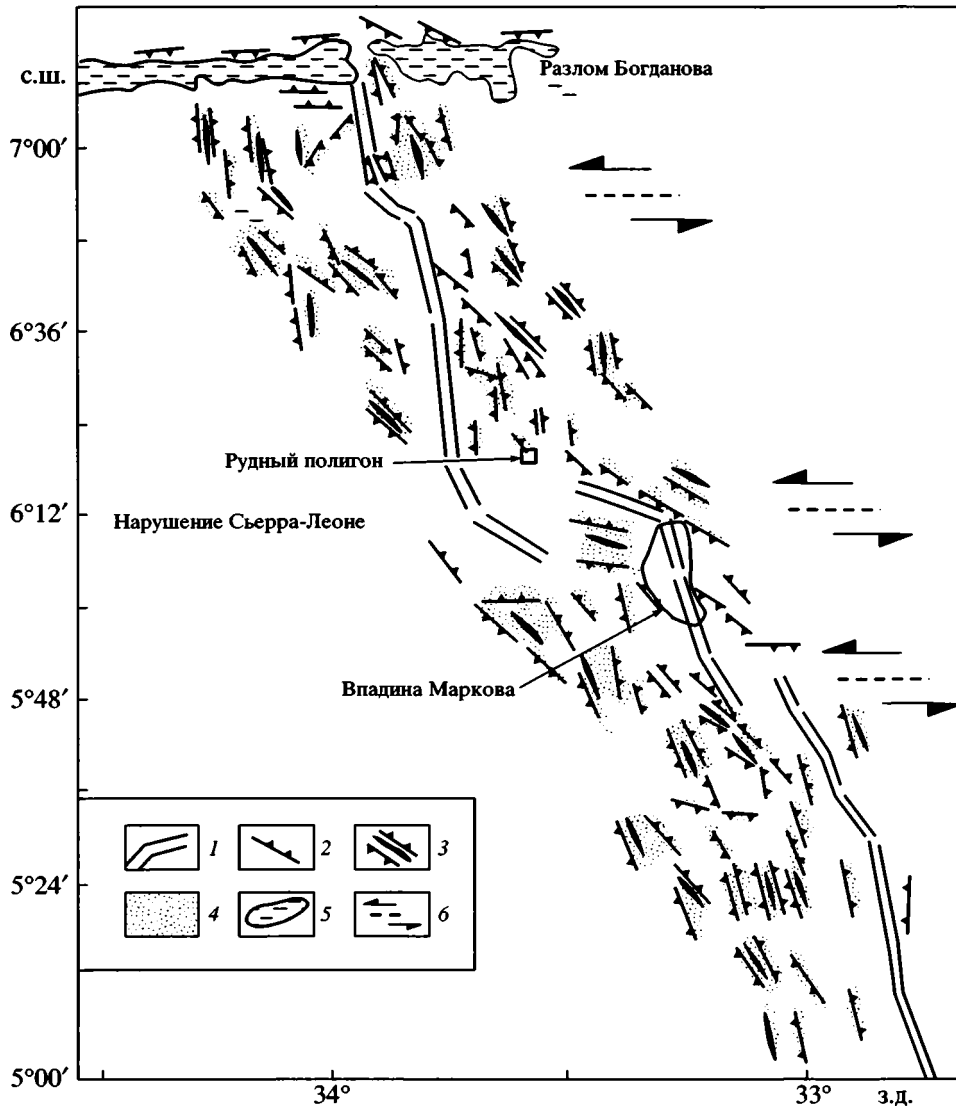 с.ш.
Разлом Богданова
7°00′
6°36′
Рудный полигон
6°12′
Нарушение Сьерра-Леоне
Впадина Маркова
5°48′
1 2 3
5°24′
4 5 6
5°00′
34° 33° з.д.